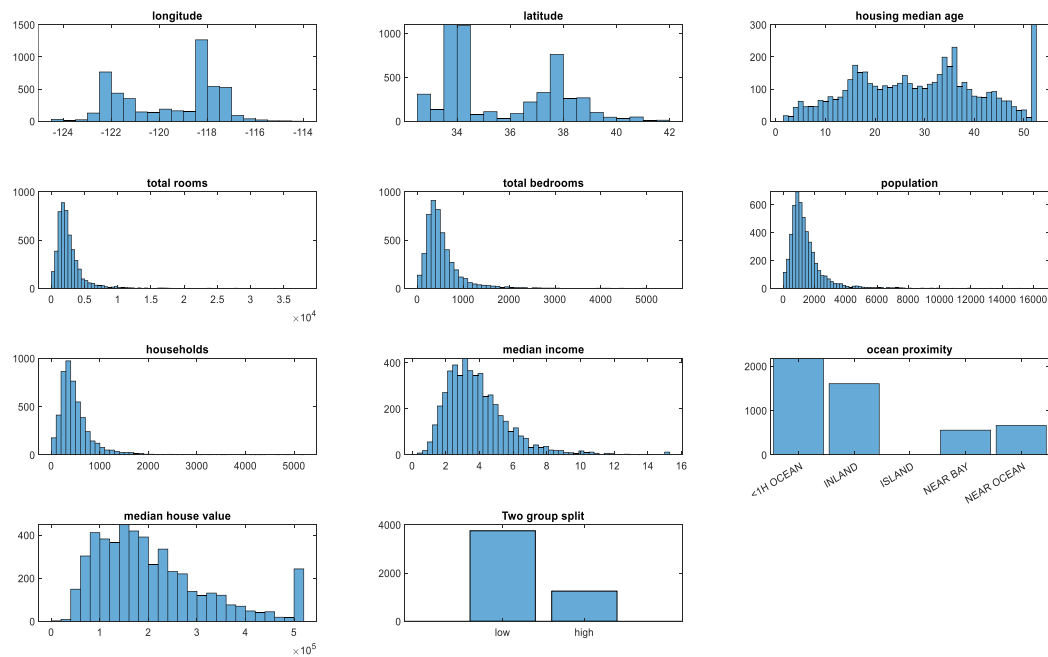 longitude
1500
1000
500
0
-124 -122 -120 -118 -116 -114
latitude
1000
500
0
34 36 38 40 42
housing median age
300
200
100
0
10 20 30 40 50
total rooms
1000
500
0
0 0.5 1 1.5 2 2.5 3 3.5
×10⁴
total bedrooms
1000
500
0
0 1000 2000 3000 4000 5000
population
600
400
200
0
0 2000 4000 6000 8000 10000 12000 14000 16000
households
1000
500
0
0 1000 2000 3000 4000 5000
median income
400
200
0
0 2 4 6 8 10 12 14 16
ocean proximity
2000
1000
0
<1H OCEAN INLAND ISLAND NEAR BAY NEAR OCEAN
median house value
400
200
0
0 1 2 3 4 5
×10⁵
Two group split
4000
2000
0
low high